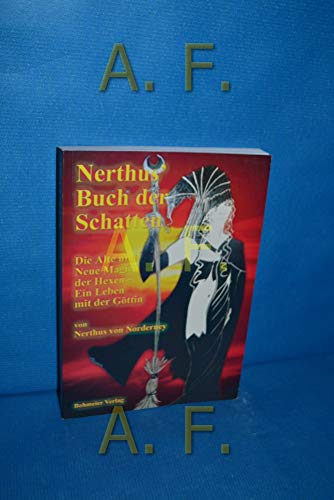 A. F.
Nerthus'
Buch der
Schatten
A. F.
Die Alte und
Neue Magie
der Hexen
Ein Leben
mit der Göttin
von
Nerthus von Norderney
Bohmeier Verlag
A. F.